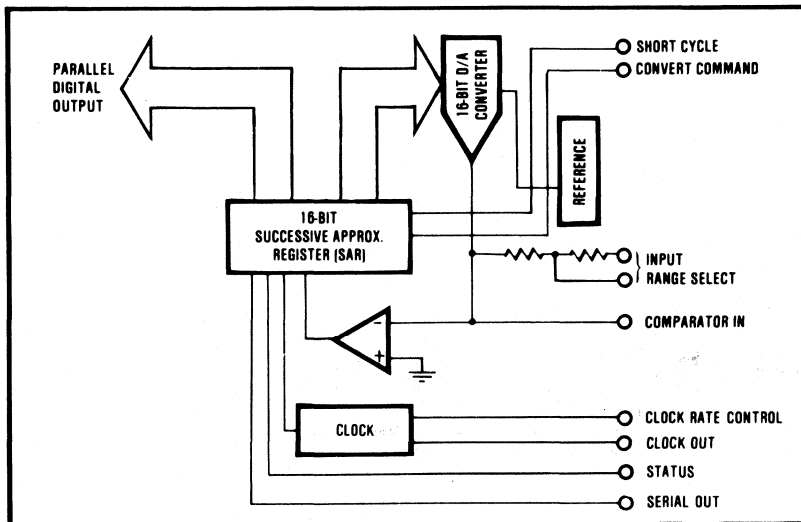 PARALLEL
DIGITAL
OUTPUT
16-BIT D/A
CONVERTER
SHORT CYCLE
CONVERT COMMAND
REFERENCE
16-BIT
SUCCESSIVE APPROX.
REGISTER (SAR)
INPUT
RANGE SELECT
−
+
COMPARATOR IN
CLOCK
CLOCK RATE CONTROL
CLOCK OUT
STATUS
SERIAL OUT